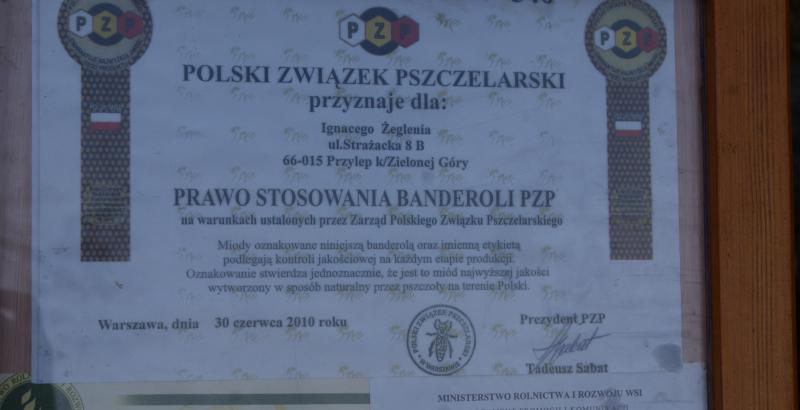 PZP
PZP
PZP
POLSKI ZWIĄZEK PSZCZELARSKI
przyznaje dla:
Ignacego Żeglenia
ul.Strażacka 8 B
66-015 Przylep k/Zielonej Góry
PRAWO STOSOWANIA BANDEROLI PZP
na warunkach ustalonych przez Zarząd Polskiego Związku Pszczelarskiego
Miody oznakowane niniejszą banderolą oraz imienną etykietą
podlegają kontroli jakościowej na każdym etapie produkcji.
Oznakowanie stwierdza jednoznacznie, że jest to miód najwyższej jakości
wytworzony w sposób naturalny przez pszczoły na terenie Polski.
Warszawa, dnia 30 czerwca 2010 roku
POLSKI ZWIĄZEK PSZCZELARSKI
Prezydent PZP
Tadeusz Sabat
MINISTERSTWO ROLNICTWA I ROZWOJU WSI